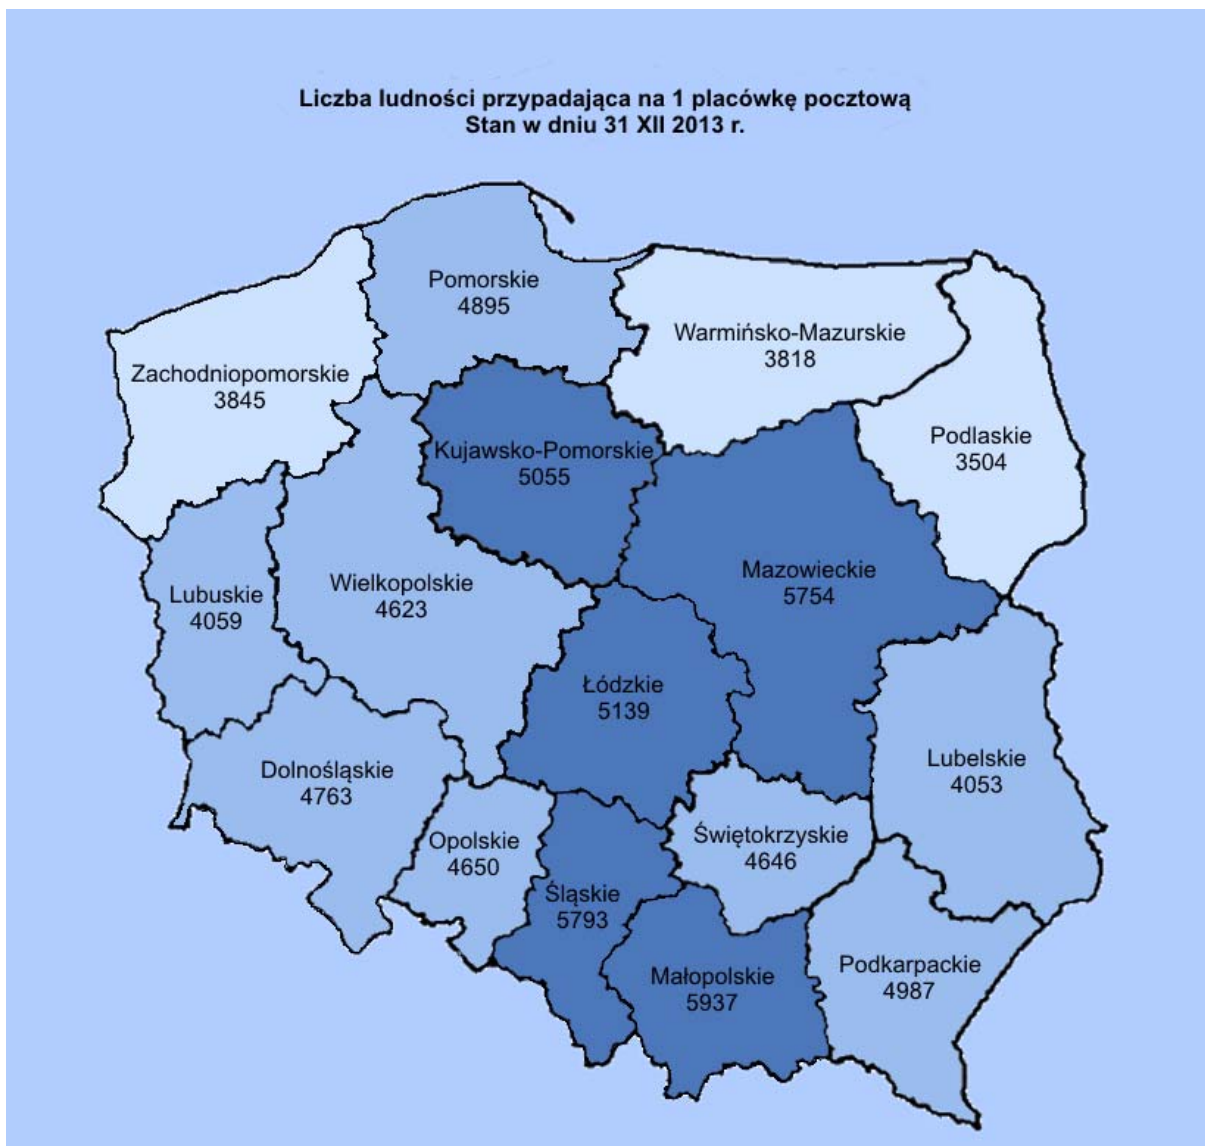 Liczba ludności przypadająca na 1 placówkę pocztową
Stan w dniu 31 XII 2013 r.
Pomorskie
4895
Warmińsko-Mazurskie
3818
Zachodniopomorskie
3845
Podlaskie
3504
Kujawsko-Pomorskie
5055
Mazowieckie
5754
Wielkopolskie
4623
Lubuskie
4059
Łódzkie
5139
Lubelskie
4053
Dolnośląskie
4763
Świętokrzyskie
4646
Opolskie
4650
Śląskie
5793
Podkarpackie
4987
Małopolskie
5937